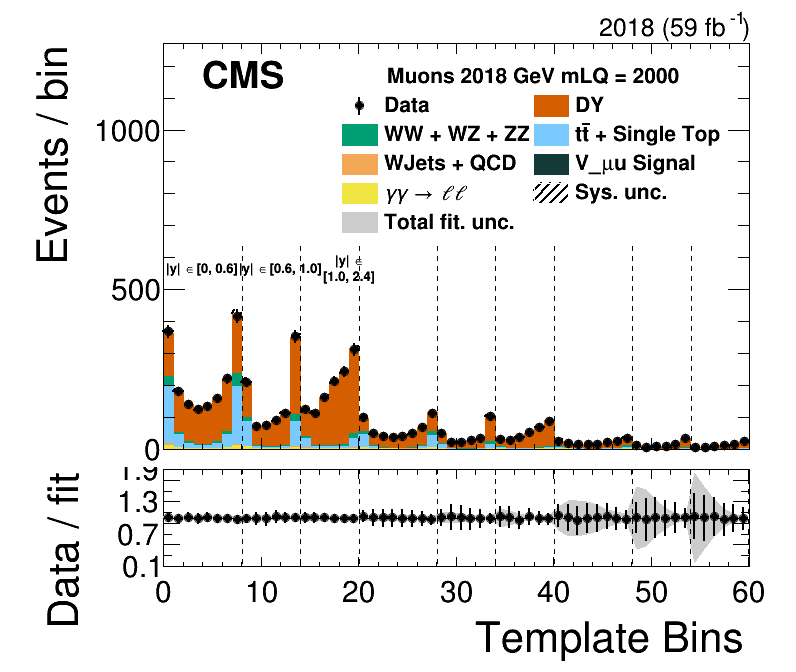 2018 (59 fb⁻¹)
Events / bin
CMS
Muons 2018 GeV mLQ = 2000
Data
DY
WW + WZ + ZZ
tt̄ + Single Top
WJets + QCD
V_μu Signal
γγ → ℓℓ
Sys. unc.
Total fit. unc.
1000
500
0
|y| ∈ [0, 0.6]
|y| ∈ [0.6, 1.0]
|y| ∈
[1.0, 2.4]
Data / fit
1.9
1.3
0.7
0.1
0 10 20 30 40 50 60
Template Bins